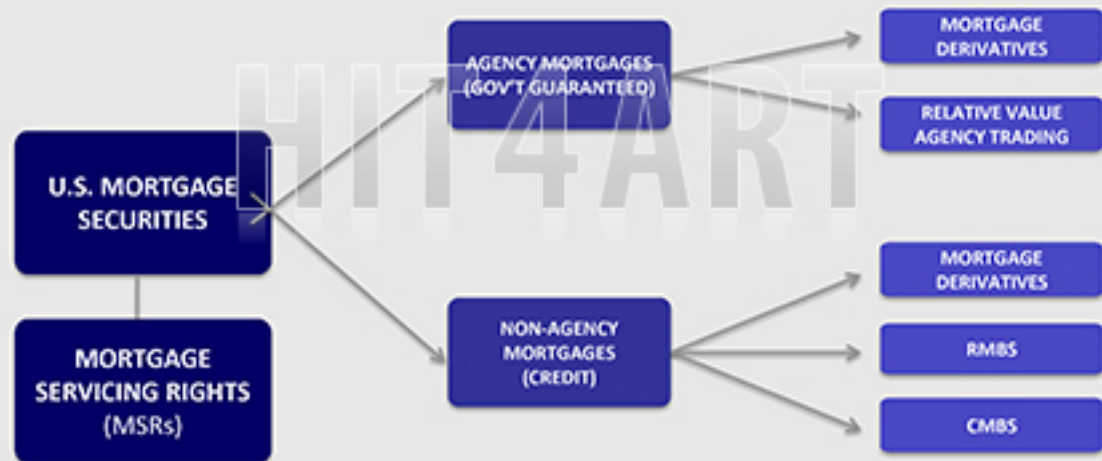 HIT4ART
U.S. MORTGAGE
SECURITIES
MORTGAGE
SERVICING RIGHTS
(MSRs)
AGENCY MORTGAGES
(GOV'T GUARANTEED)
NON-AGENCY
MORTGAGES
(CREDIT)
MORTGAGE
DERIVATIVES
RELATIVE VALUE
AGENCY TRADING
MORTGAGE
DERIVATIVES
RMBS
CMBS